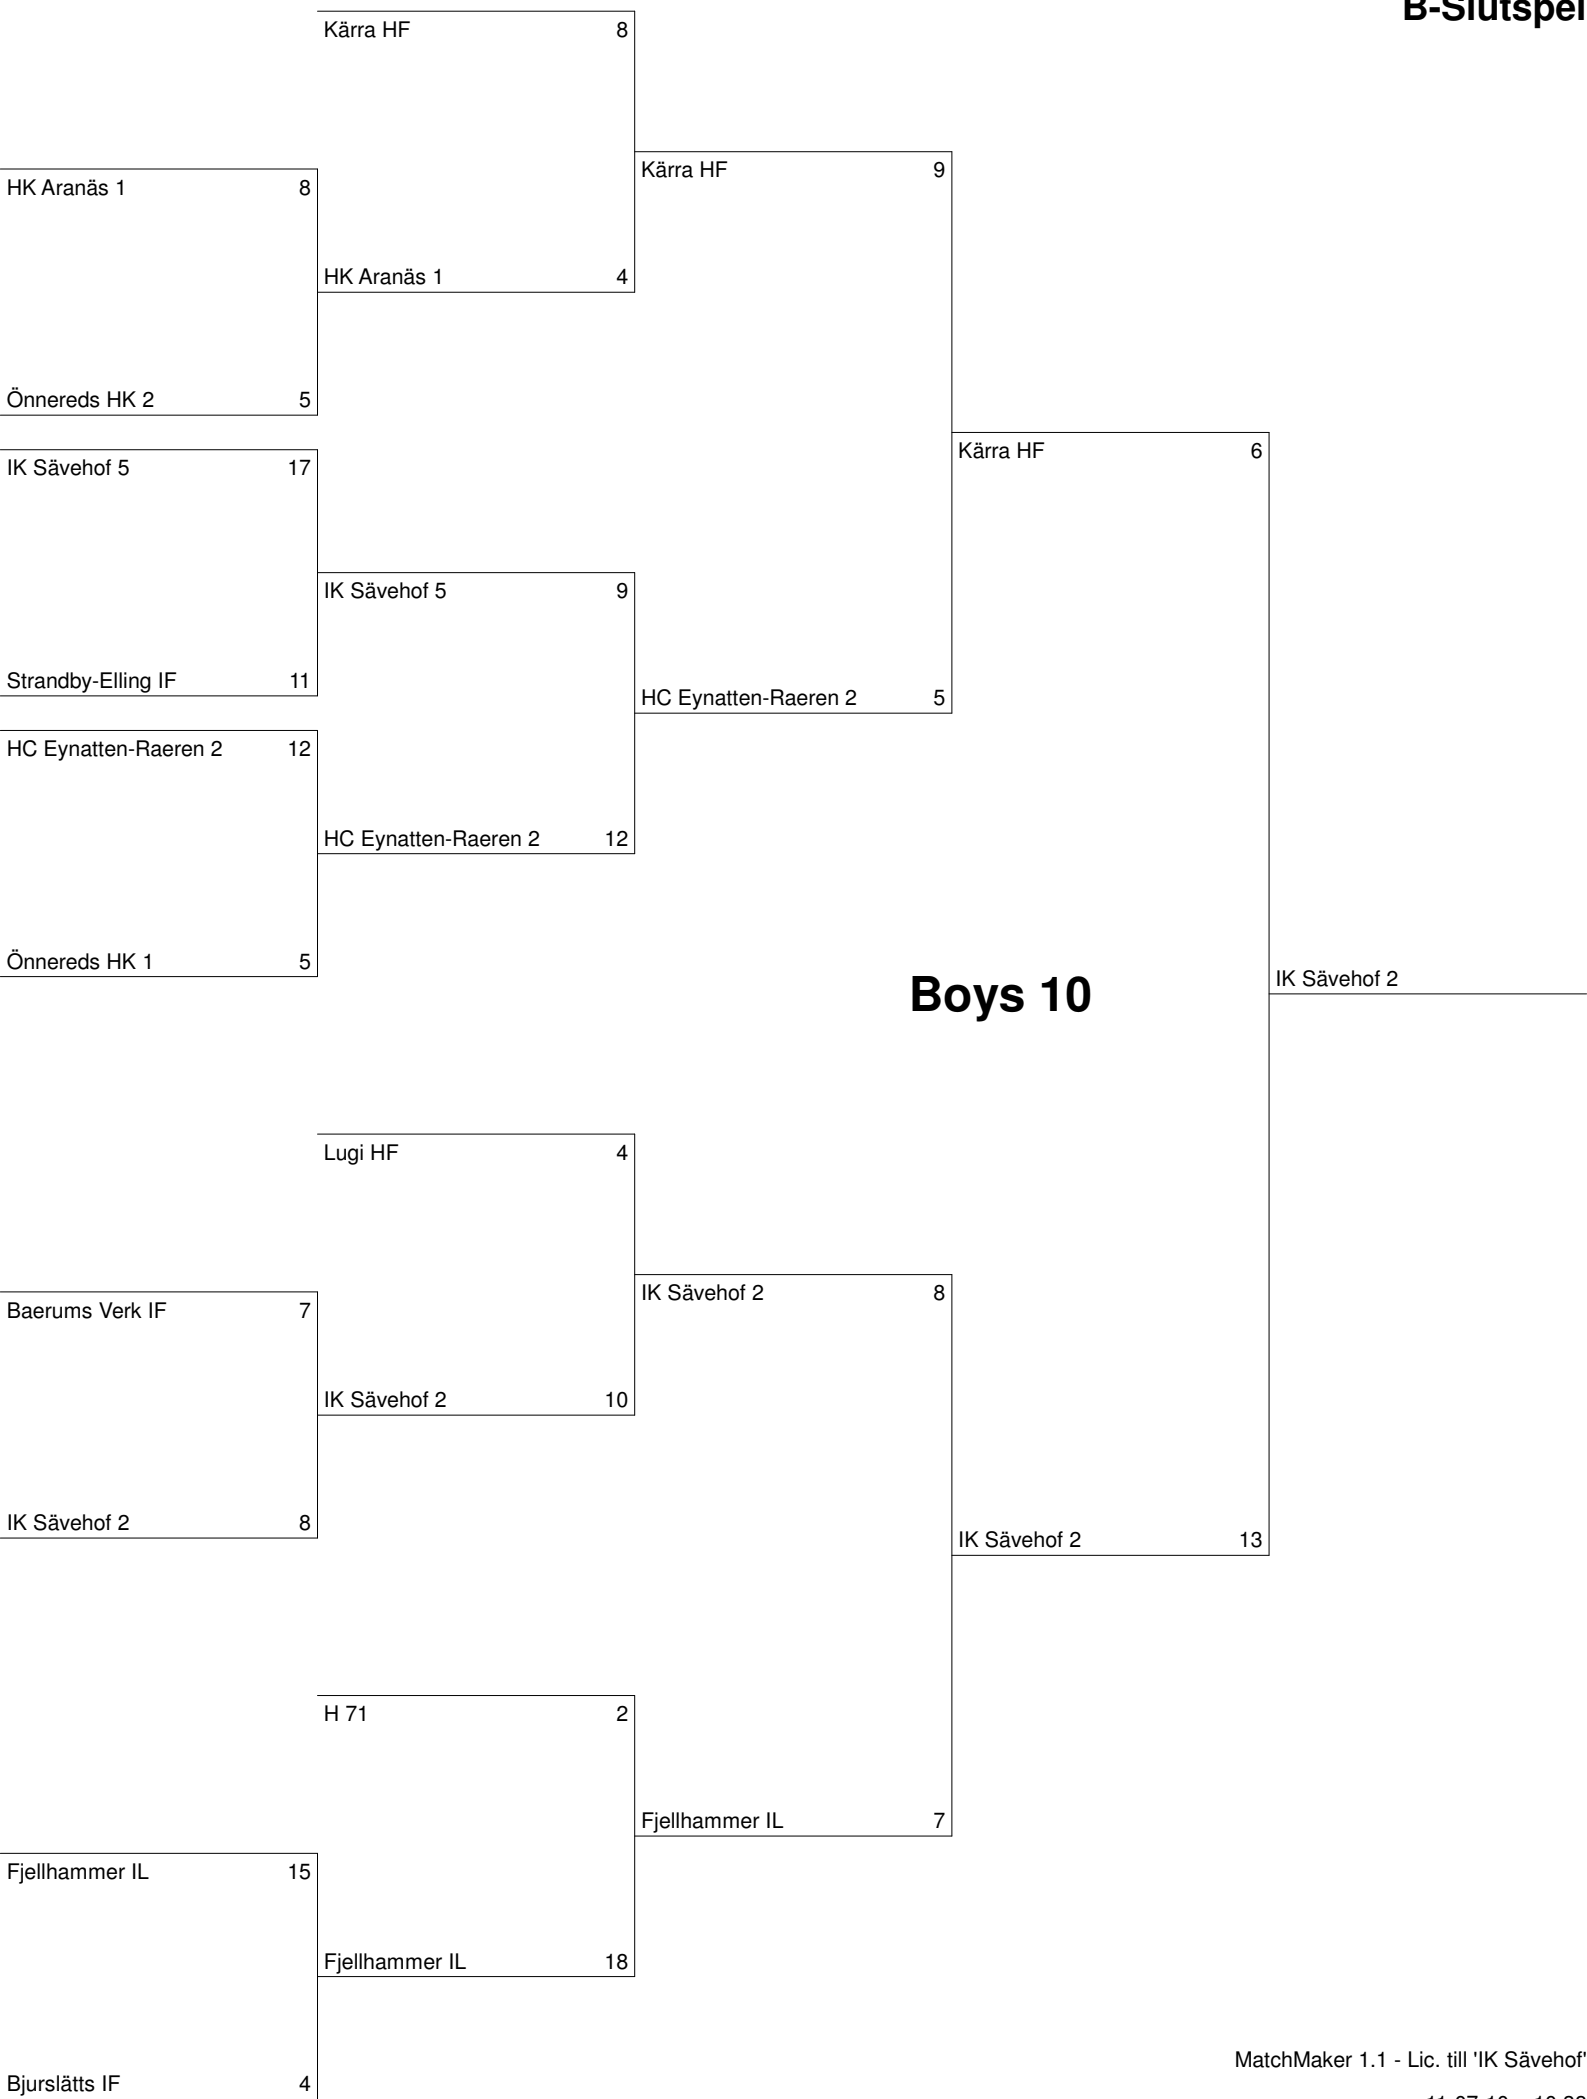 B-Slutspel
Kärra HF 8
Kärra HF 9
HK Aranäs 1 8
HK Aranäs 1 4
Önnereds HK 2 5
Kärra HF 6
IK Sävehof 5 17
IK Sävehof 5 9
Strandby-Elling IF 11
HC Eynatten-Raeren 2 5
HC Eynatten-Raeren 2 12
HC Eynatten-Raeren 2 12
Önnereds HK 1 5
IK Sävehof 2
Boys 10
Lugi HF 4
IK Sävehof 2 8
Baerums Verk IF 7
IK Sävehof 2 10
IK Sävehof 2 8
IK Sävehof 2 13
H 71 2
Fjellhammer IL 7
Fjellhammer IL 15
Fjellhammer IL 18
MatchMaker 1.1 - Lic. till 'IK Sävehof'
Bjurslätts IF 4